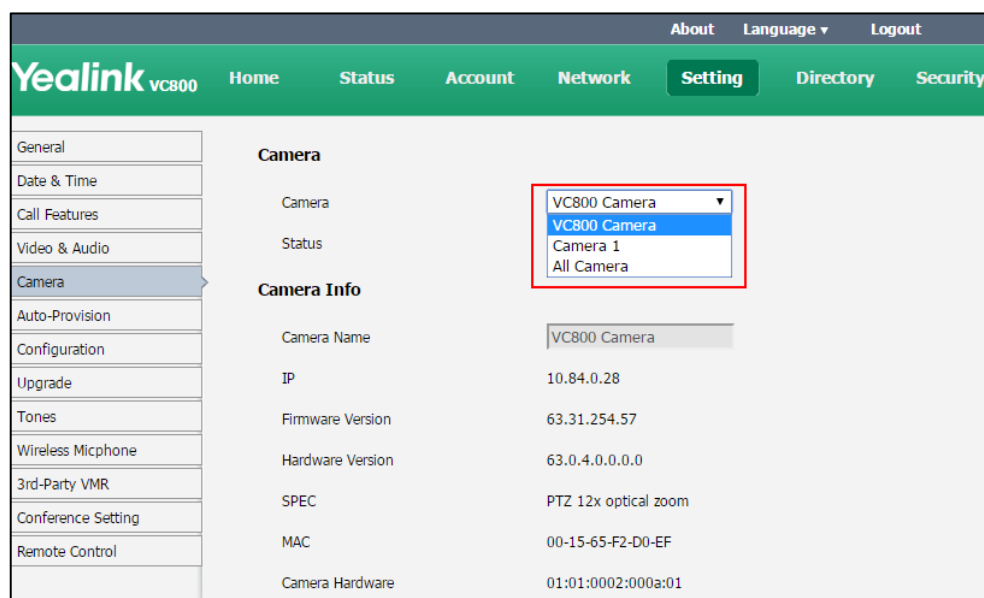 About Language ▾ Logout
Yealink VC800 Home Status Account Network Setting Directory Security
General
Date & Time
Call Features
Video & Audio
Camera
Auto-Provision
Configuration
Upgrade
Tones
Wireless Micphone
3rd-Party VMR
Conference Setting
Remote Control
Camera
Camera VC800 Camera ▼
VC800 Camera
Camera 1
All Camera
Status
Camera Info
Camera Name VC800 Camera
IP 10.84.0.28
Firmware Version 63.31.254.57
Hardware Version 63.0.4.0.0.0.0
SPEC PTZ 12x optical zoom
MAC 00-15-65-F2-D0-EF
Camera Hardware 01:01:0002:000a:01